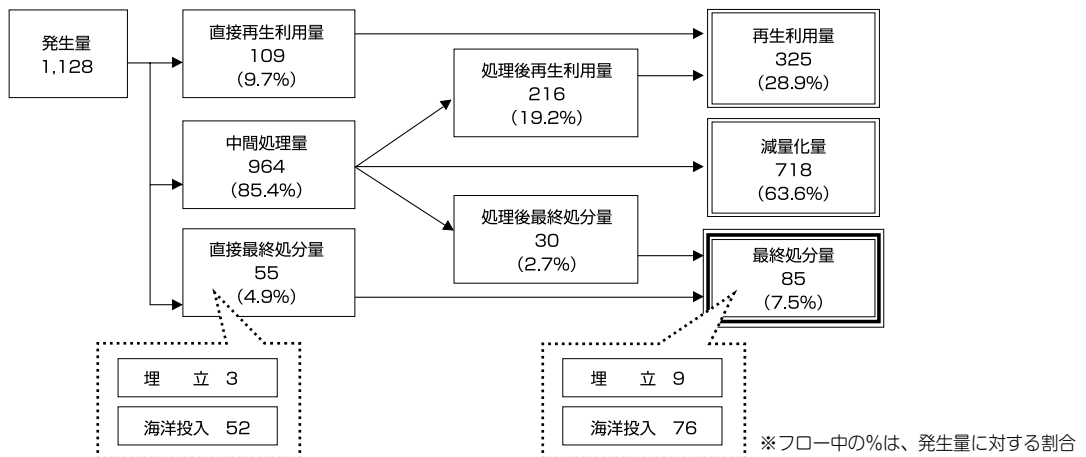 発生量
1,128
直接再生利用量
109
(9.7%)
中間処理量
964
(85.4%)
直接最終処分量
55
(4.9%)
処理後再生利用量
216
(19.2%)
処理後最終処分量
30
(2.7%)
再生利用量
325
(28.9%)
減量化量
718
(63.6%)
最終処分量
85
(7.5%)
埋　立 3
海洋投入 52
埋　立 9
海洋投入 76
※フロー中の%は、発生量に対する割合